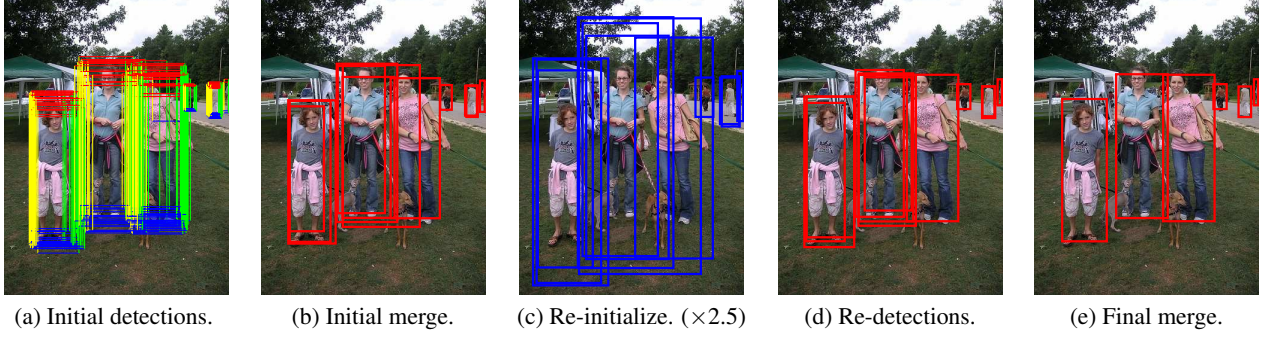 (a) Initial detections.
(b) Initial merge.
(c) Re-initialize. (×2.5)
(d) Re-detections.
(e) Final merge.